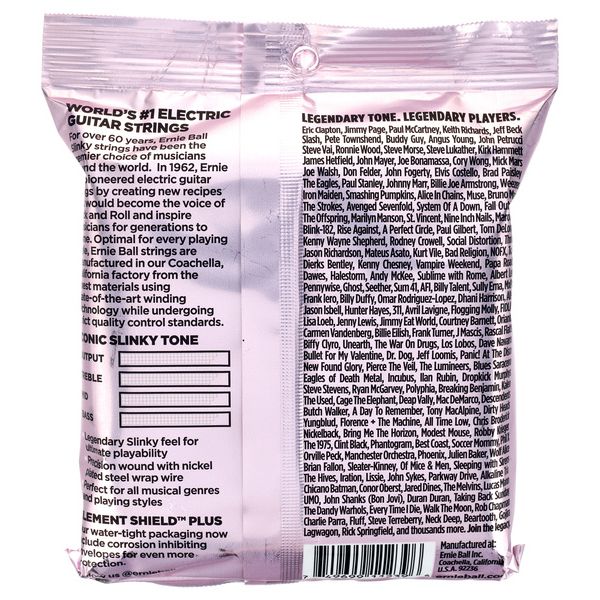 WORLD'S #1 ELECTRIC
GUITAR STRINGS
For over 60 years, Ernie Ball
Slinky strings have been the
premier choice of musicians
around the world. In 1962, Ernie
pioneered electric guitar
strings by creating new recipes
would become the voice of
Rock and Roll and inspire
musicians for generations to
come. Optimal for every playing
style, Ernie Ball strings are
manufactured in our Coachella,
California factory from the
finest materials using
state-of-the-art winding
technology while undergoing
strict quality control standards.
ICONIC SLINKY TONE
OUTPUT
TREBLE
MID
BASS
Legendary Slinky feel for
ultimate playability
Precision wound with nickel
plated steel wrap wire
Perfect for all musical genres
and playing styles
ELEMENT SHIELD™ PLUS
Our water-tight packaging now
include corrosion inhibiting
envelopes for even more
protection.
LEGENDARY TONE. LEGENDARY PLAYERS.
Eric Clapton, Jimmy Page, Paul McCartney, Keith Richards, Jeff Beck
Slash, Pete Townshend, Buddy Guy, Angus Young, John Petrucci
Steve Vai, Ronnie Wood, Steve Morse, Steve Lukather, Kirk Hammett
James Hetfield, John Mayer, Joe Bonamassa, Cory Wong, Mick Mars
Joe Walsh, Don Felder, John Fogerty, Elvis Costello, Brad Paisley
The Eagles, Paul Stanley, Johnny Marr, Billie Joe Armstrong,
Iron Maiden, Smashing Pumpkins, Alice In Chains, Muse,
The Strokes, Avenged Sevenfold, System Of A Down, Fall
The Offspring, Marilyn Manson, St. Vincent, Nine Inch Nails,
Blink-182, Rise Against, A Perfect Circle, Paul Gilbert, Tom
Kenny Wayne Shepherd, Rodney Crowell, Social Distortion,
Jason Richardson, Mateus Asato, Kurt Vile, Bad Religion, NOFX,
Dierks Bentley, Kenny Chesney, Vampire Weekend, Papa
Dawes, Halestorm, Andy McKee, Sublime with Rome, Albert
Pennywise, Ghost, Seether, Sum 41, AFI, Billy Talent, Sully Erna,
Frank Iero, Billy Duffy, Omar Rodriguez-Lopez, Dhani Harrison,
Jason Isbell, Hunter Hayes, 311, Avril Lavigne, Flogging Molly,
Lisa Loeb, Jenny Lewis, Jimmy Eat World, Courtney Barnett,
Carmen Vandenberg, Billie Eilish, Frank Turner, J Mascis, Rascal
Biffy Clyro, Unearth, The War On Drugs, Los Lobos, Dave
Bullet For My Valentine, Dr. Dog, Jeff Loomis, Panic! At The
New Found Glory, Pierce The Veil, The Lumineers, Blues Saraceno
Eagles of Death Metal, Incubus, Ilan Rubin, Dropkick
Steve Stevens, Ryan McGarvey, Polyphia, Breaking Benjamin,
The Used, Cage The Elephant, Deap Vally, Mac DeMarco,
Butch Walker, A Day To Remember, Tony MacAlpine, Dirty
Yungblud, Florence + The Machine, All Time Low, Chris
Nickelback, Bring Me The Horizon, Modest Mouse, Robby
The 1975, Clint Black, Phantogram, Best Coast, Soccer Mommy,
Orville Peck, Manchester Orchestra, Phoenix, Julien Baker, Wolf
Brian Fallon, Sleater-Kinney, Of Mice & Men, Sleeping with
The Hives, Iration, Lissie, John Sykes, Parkway Drive, Alkaline
Chicano Batman, Conor Oberst, Jared Dines, The Melvins, Lucas
UMO, John Shanks (Bon Jovi), Duran Duran, Taking Back
The Dandy Warhols, Every Time I Die, Walk The Moon, Rob
Charlie Parra, Fluff, Steve Terreberry, Neck Deep, Beartooth,
Lagwagon, Rick Springfield, and thousands more. Join the
Manufactured at:
Ernie Ball Inc.
Coachella, California
U.S.A. 92236
ernieball.com